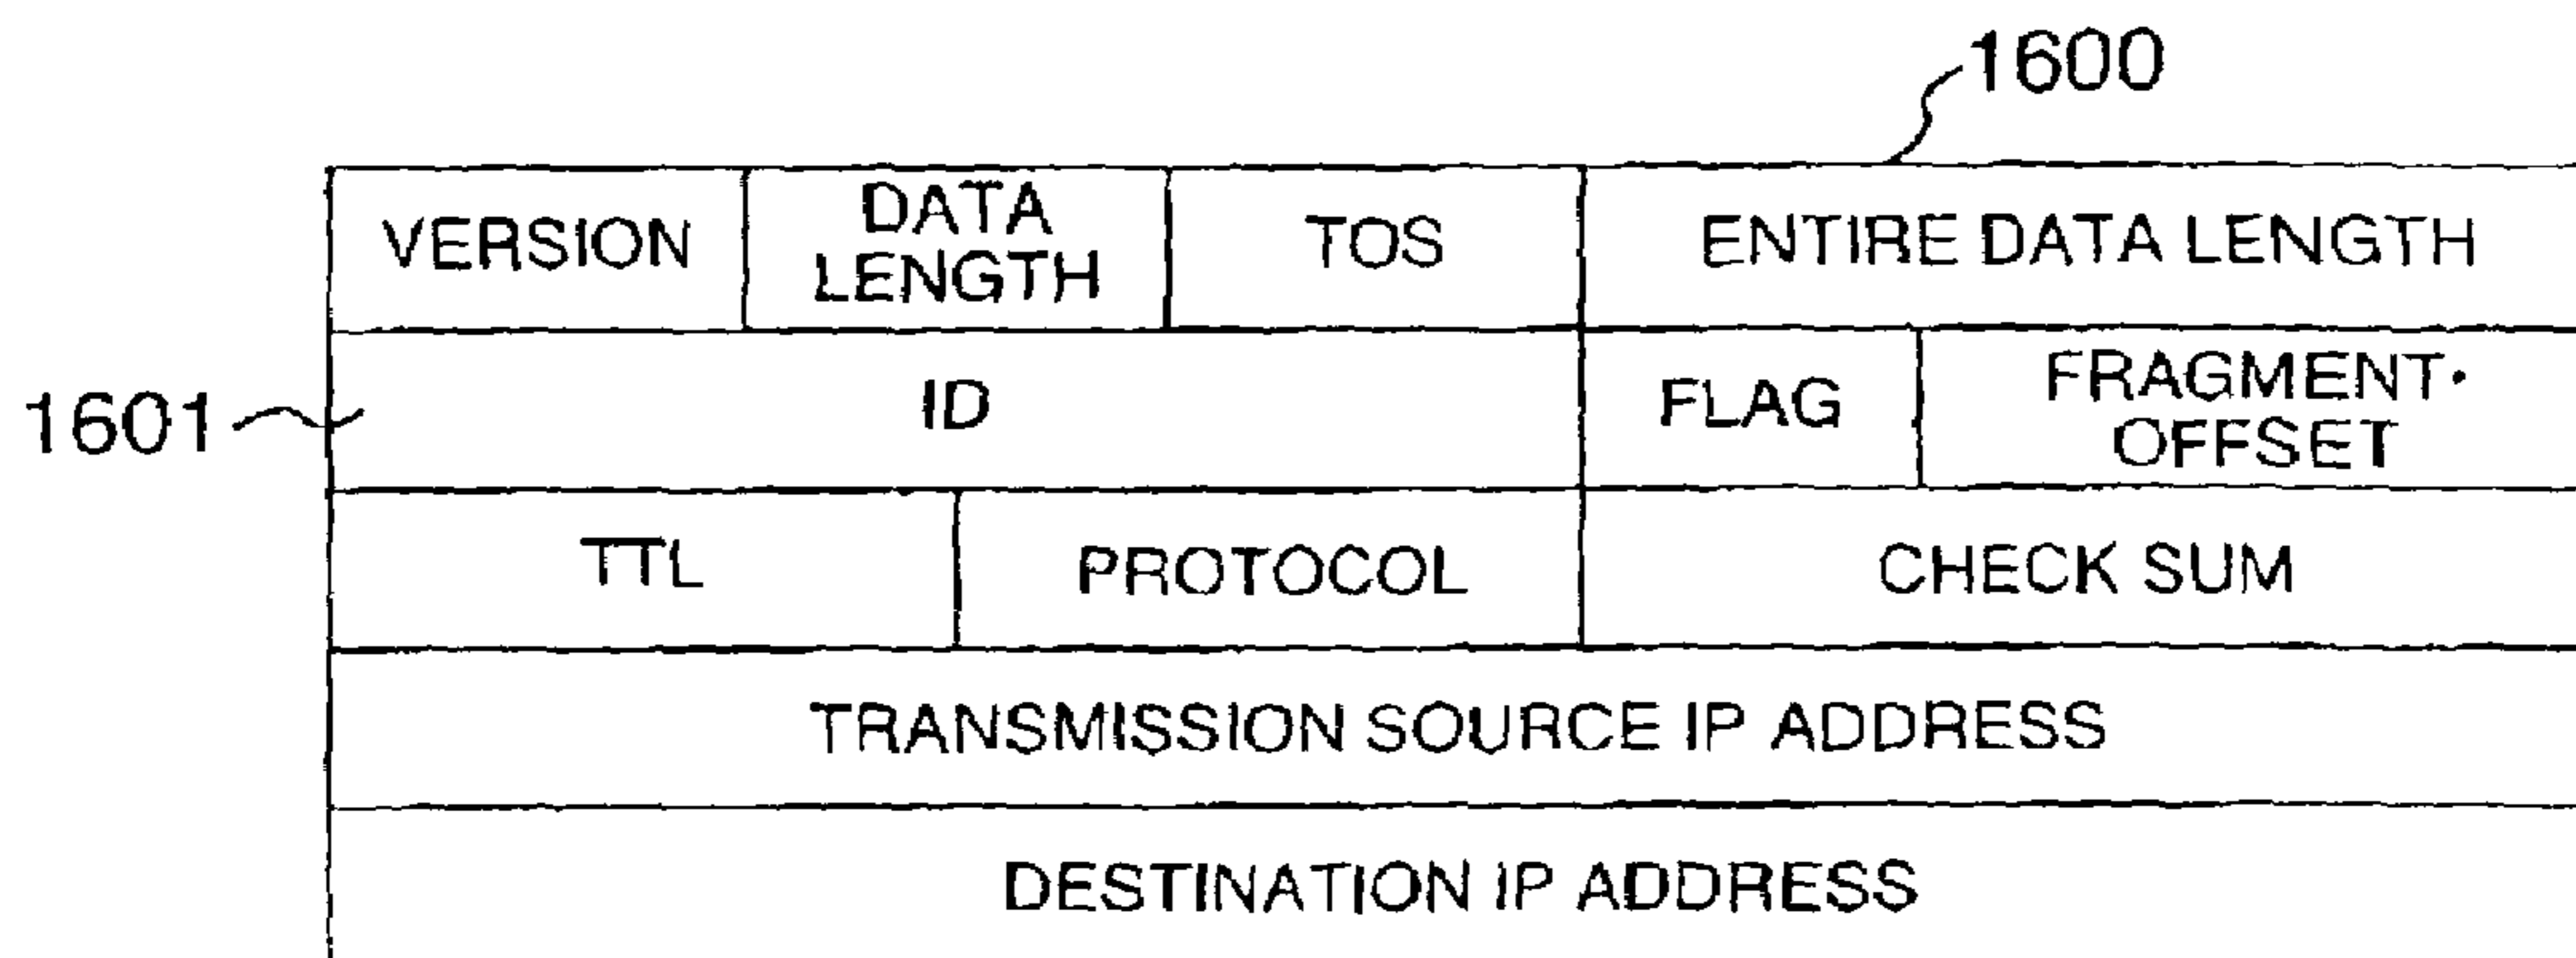 1600
VERSION
DATA
LENGTH
TOS
ENTIRE DATA LENGTH
1601
ID
FLAG
FRAGMENT·
OFFSET
TTL
PROTOCOL
CHECK SUM
TRANSMISSION SOURCE IP ADDRESS
DESTINATION IP ADDRESS